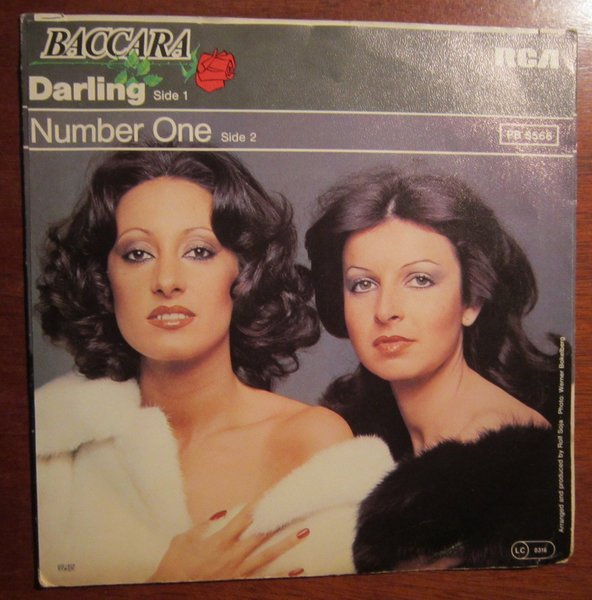 BACCARA
RCA
Darling Side 1
Number One Side 2
PB 5566
Arranged and produced by Rolf Soja Photo: Werner Bokelberg
LC 0316